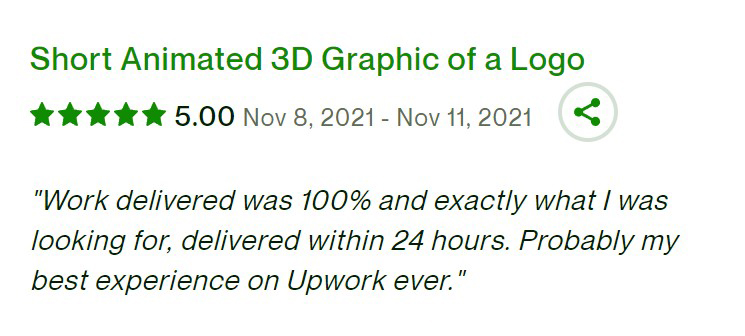 Short Animated 3D Graphic of a Logo
5.00 Nov 8, 2021 - Nov 11, 2021
"Work delivered was 100% and exactly what I was
looking for, delivered within 24 hours. Probably my
best experience on Upwork ever."